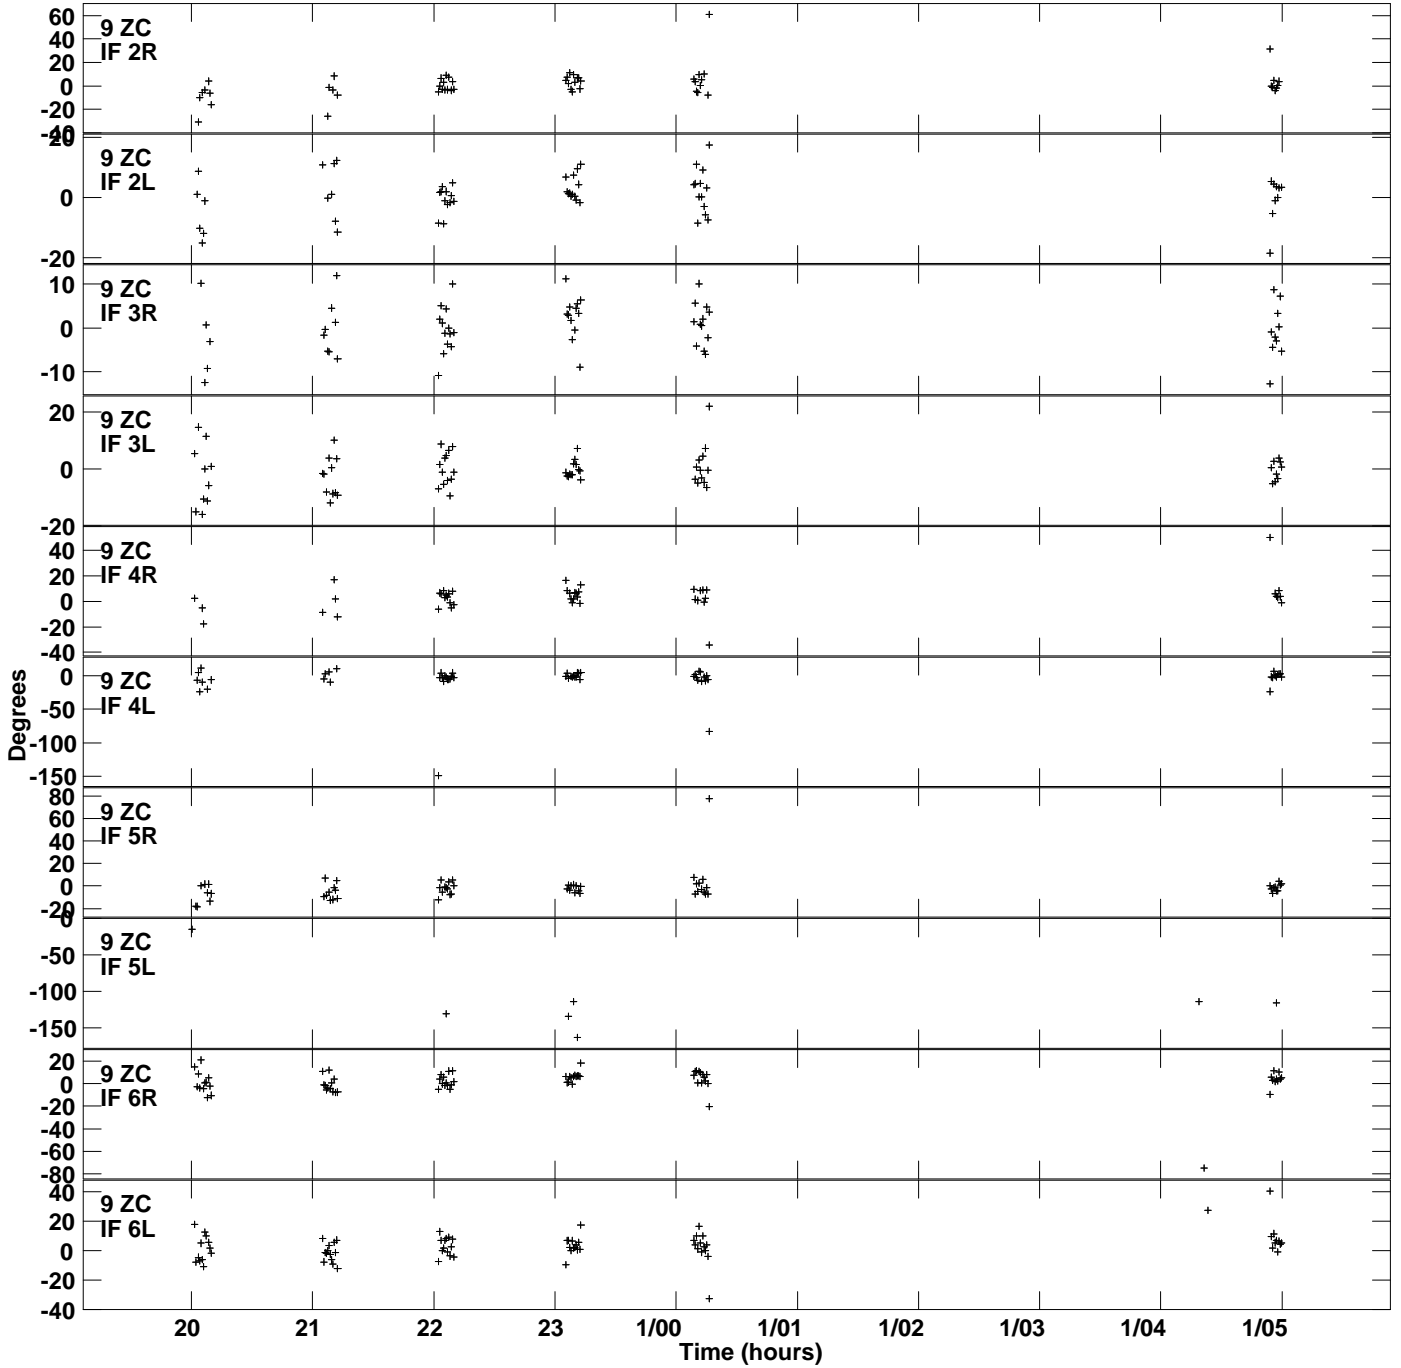 60
40
20
0
-20
-40
9 ZC
IF 2R
20
0
-20
9 ZC
IF 2L
10
0
-10
9 ZC
IF 3R
20
0
-20
9 ZC
IF 3L
40
20
0
-20
-40
9 ZC
IF 4R
0
-50
-100
-150
9 ZC
IF 4L
80
60
40
20
0
-20
9 ZC
IF 5R
0
-50
-100
-150
9 ZC
IF 5L
20
0
-20
-40
-60
-80
9 ZC
IF 6R
40
20
0
-20
-40
9 ZC
IF 6L
Degrees
20 21 22 23 1/00 1/01 1/02 1/03 1/04 1/05
Time (hours)